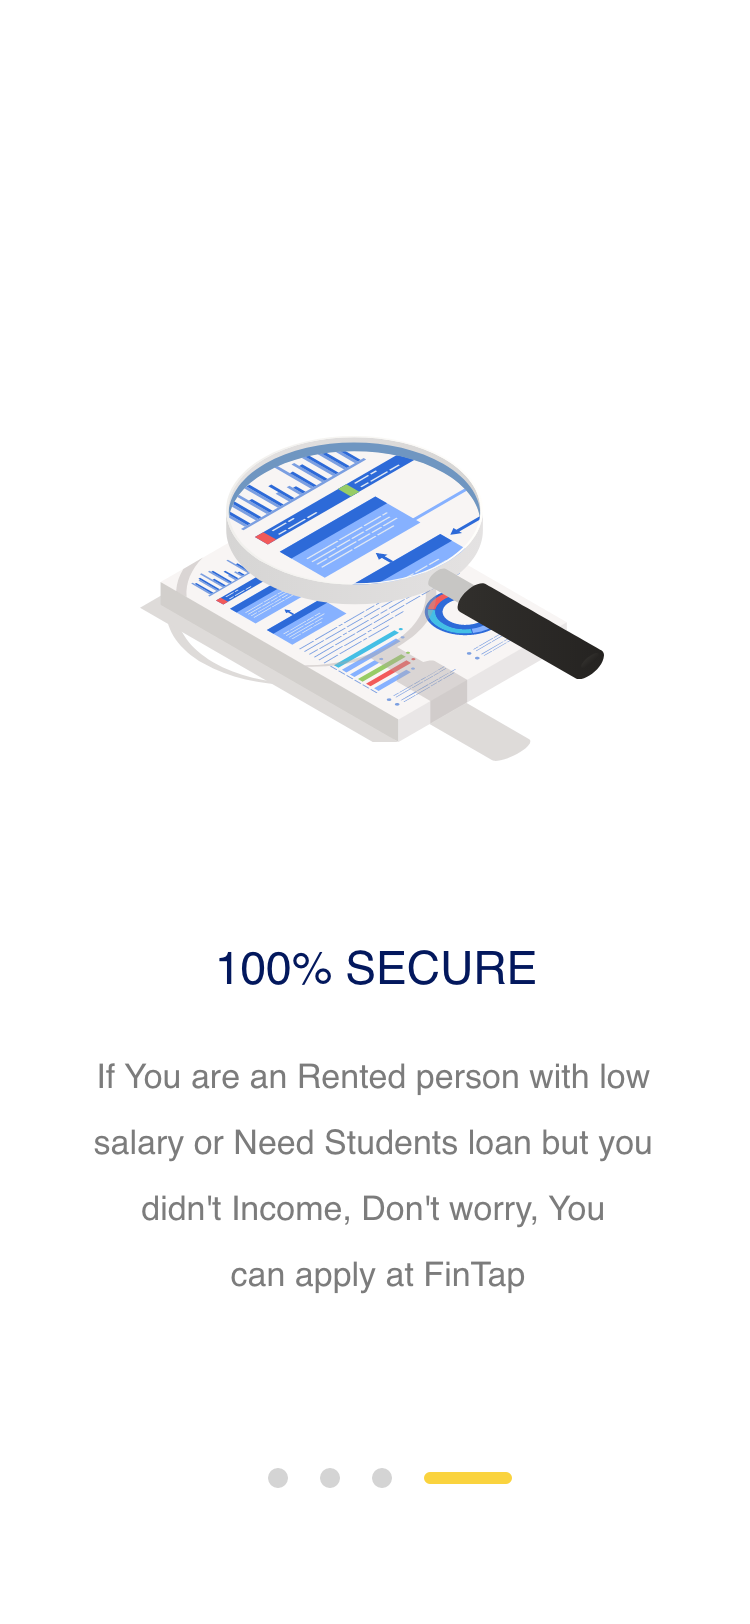 100% SECURE
If You are an Rented person with low
salary or Need Students loan but you
didn't Income, Don't worry, You
can apply at FinTap